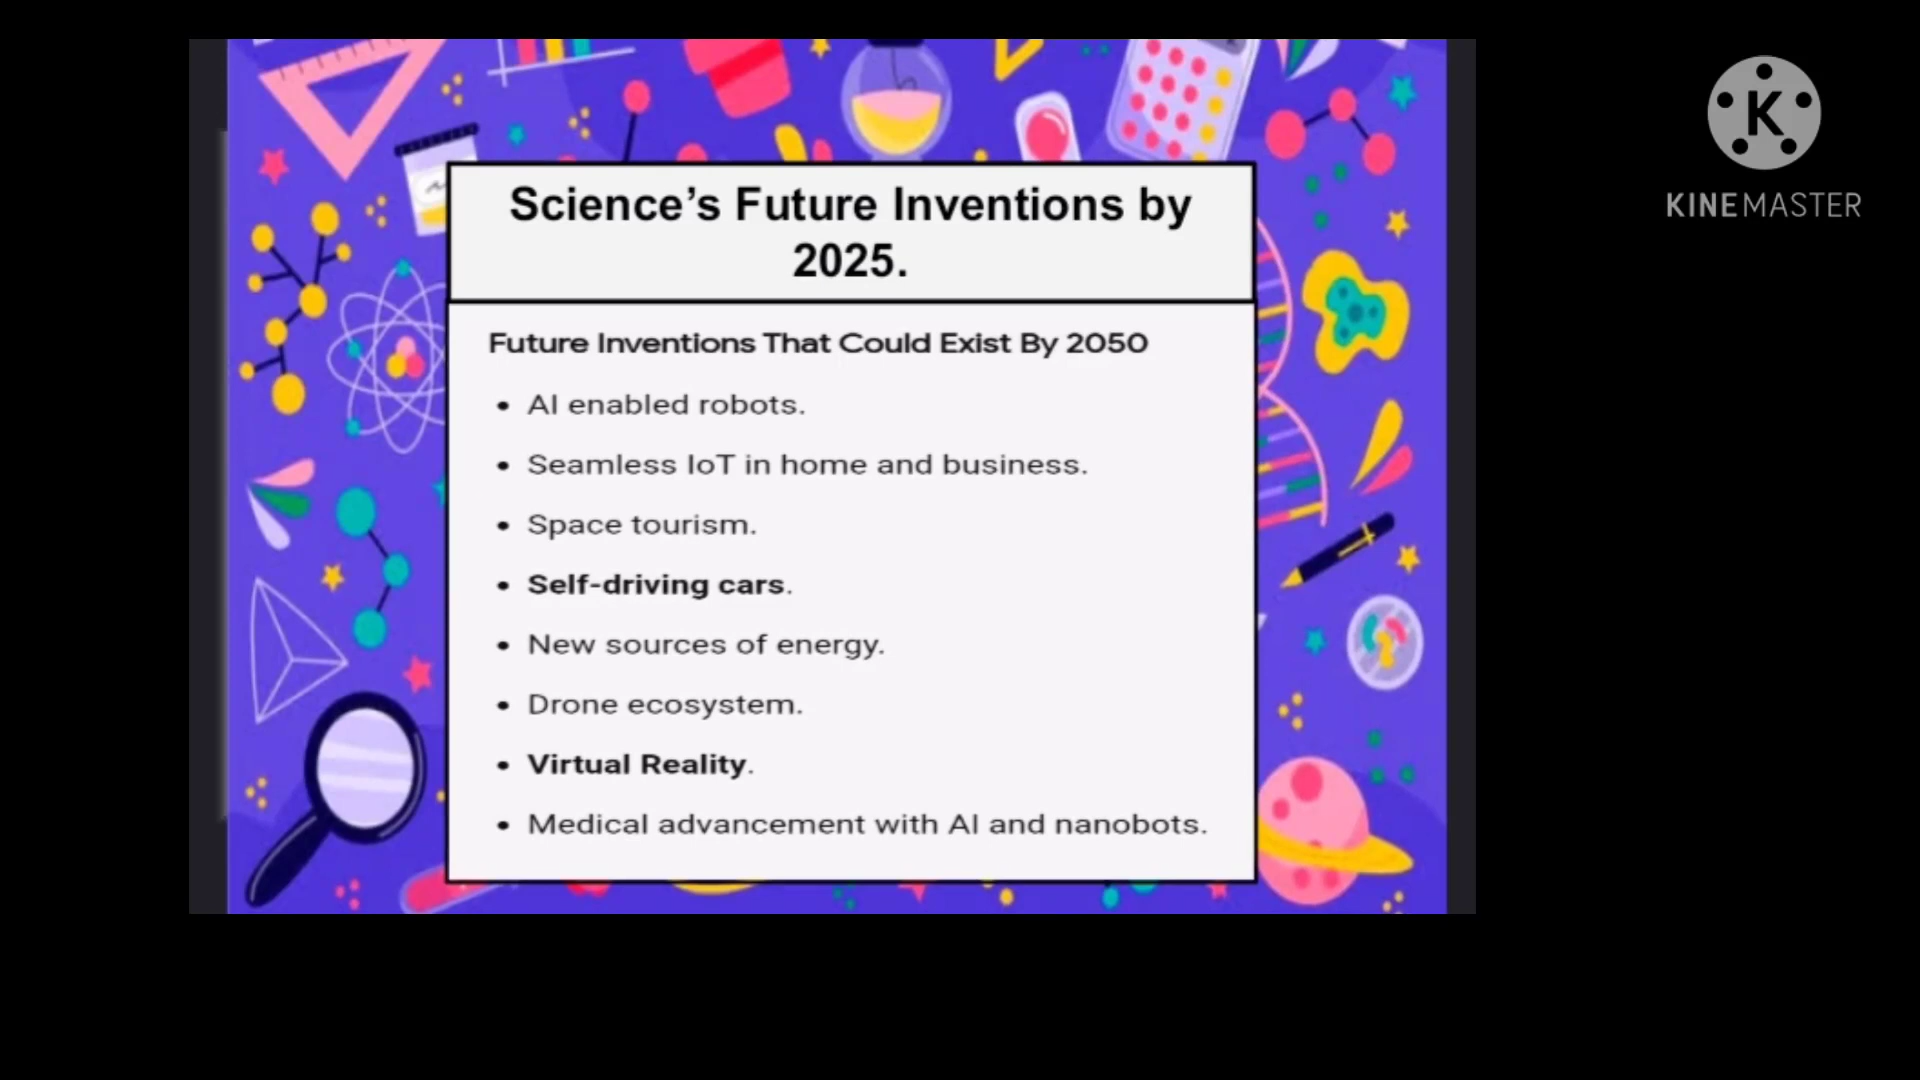 Science’s Future Inventions by
2025.
Future Inventions That Could Exist By 2050
• AI enabled robots.
• Seamless IoT in home and business.
• Space tourism.
• Self-driving cars.
• New sources of energy.
• Drone ecosystem.
• Virtual Reality.
• Medical advancement with AI and nanobots.
K
KINEMASTER